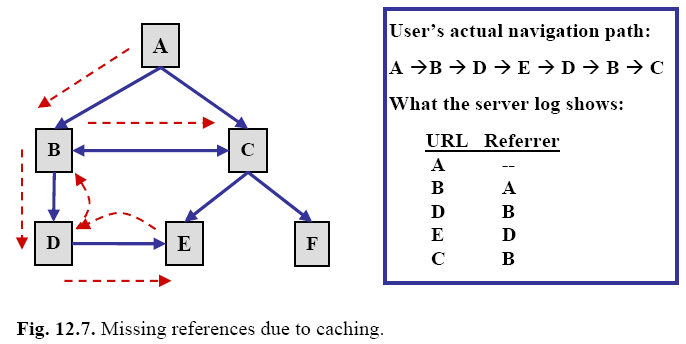 A
B
C
D
E
F
User's actual navigation path:
A →B → D → E → D → B → C
What the server log shows:
URL Referrer
A --
B A
D B
E D
C B
Fig. 12.7. Missing references due to caching.